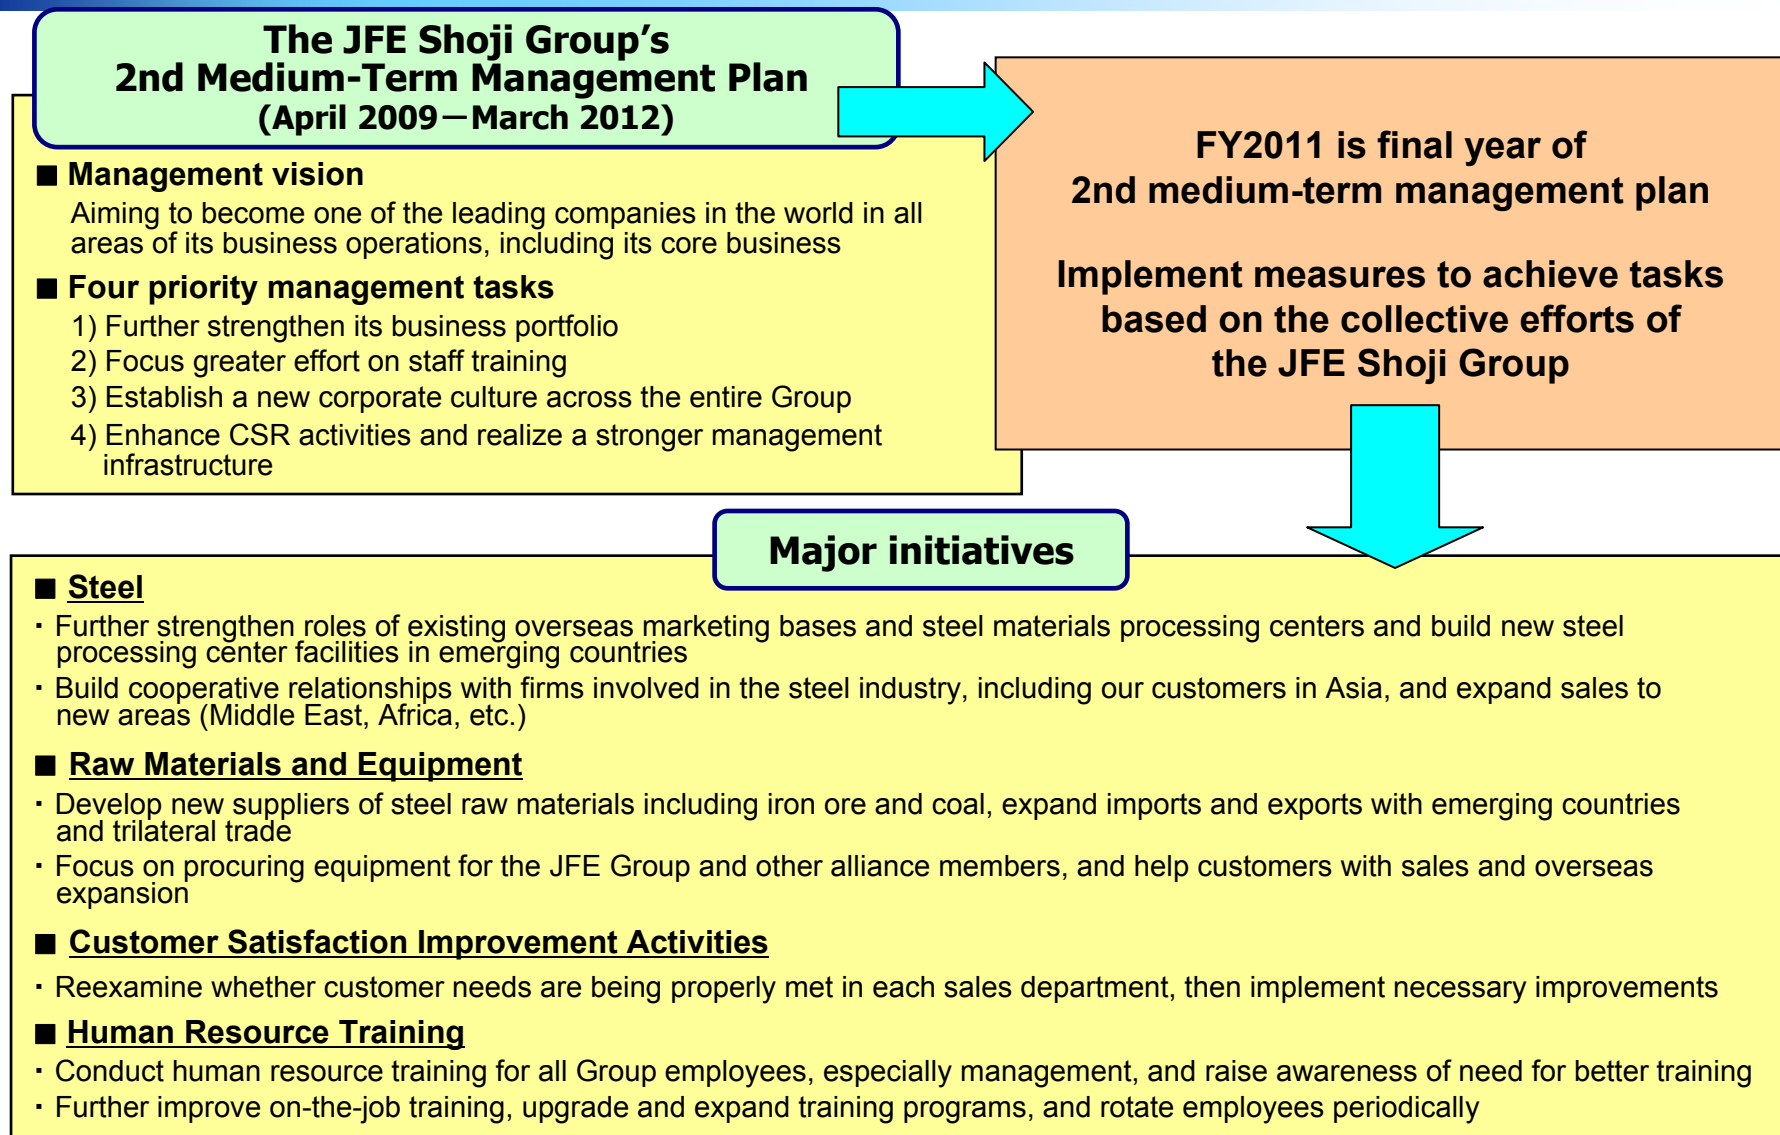 The JFE Shoji Group's
2nd Medium-Term Management Plan
(April 2009－March 2012)
■ Management vision
Aiming to become one of the leading companies in the world in all
areas of its business operations, including its core business
■ Four priority management tasks
1) Further strengthen its business portfolio
2) Focus greater effort on staff training
3) Establish a new corporate culture across the entire Group
4) Enhance CSR activities and realize a stronger management
infrastructure
FY2011 is final year of
2nd medium-term management plan
Implement measures to achieve tasks
based on the collective efforts of
the JFE Shoji Group
Major initiatives
■ Steel
・Further strengthen roles of existing overseas marketing bases and steel materials processing centers and build new steel
processing center facilities in emerging countries
・Build cooperative relationships with firms involved in the steel industry, including our customers in Asia, and expand sales to
new areas (Middle East, Africa, etc.)
■ Raw Materials and Equipment
・Develop new suppliers of steel raw materials including iron ore and coal, expand imports and exports with emerging countries
and trilateral trade
・Focus on procuring equipment for the JFE Group and other alliance members, and help customers with sales and overseas
expansion
■ Customer Satisfaction Improvement Activities
・Reexamine whether customer needs are being properly met in each sales department, then implement necessary improvements
■ Human Resource Training
・Conduct human resource training for all Group employees, especially management, and raise awareness of need for better training
・Further improve on-the-job training, upgrade and expand training programs, and rotate employees periodically